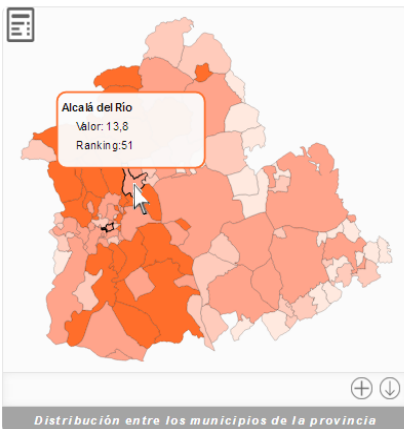 Alcalá del Río
Valor: 13,8
Ranking:51
Distribución entre los municipios de la provincia